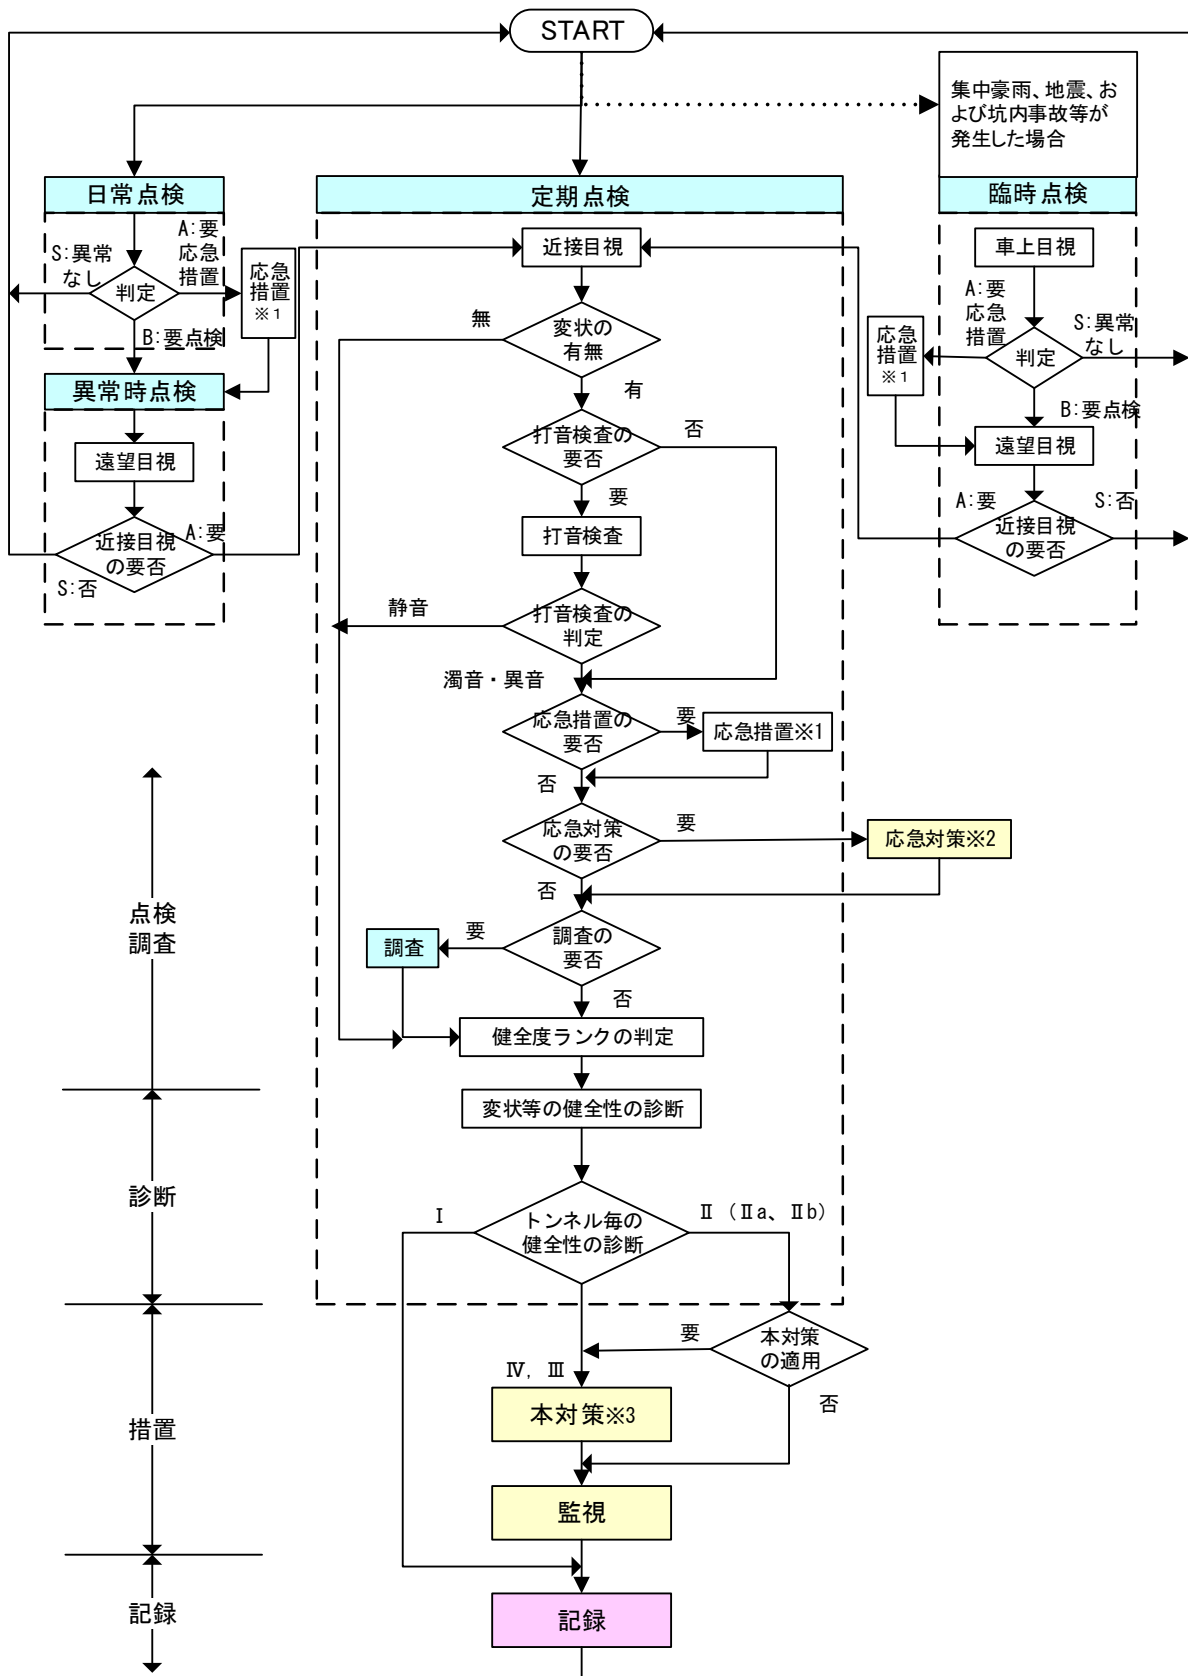 START
集中豪雨、地震、お
よび坑内事故等が
発生した場合
日常点検
S:異常
なし
A:要
応急
措置
判定
B:要点検
応急
措置
※1
異常時点検
遠望目視
近接目視
の要否
A:要
S:否
定期点検
近接目視
変状の
有無
無
有
打音検査の
要否
否
要
打音検査
打音検査の
判定
静音
濁音・異音
応急措置の
要否
要
応急措置※1
否
応急対策
の要否
要
応急対策※2
否
調査の
要否
要
調査
否
健全度ランクの判定
変状等の健全性の診断
トンネル毎の
健全性の診断
Ⅰ
Ⅱ（Ⅱa、Ⅱb）
本対策
の適用
要
否
Ⅳ, Ⅲ
本対策※3
監視
記録
臨時点検
車上目視
A:要
応急
措置
S:異常
なし
判定
応急
措置
※1
B:要点検
遠望目視
A:要
S:否
近接目視
の要否
点検
調査
診断
措置
記録